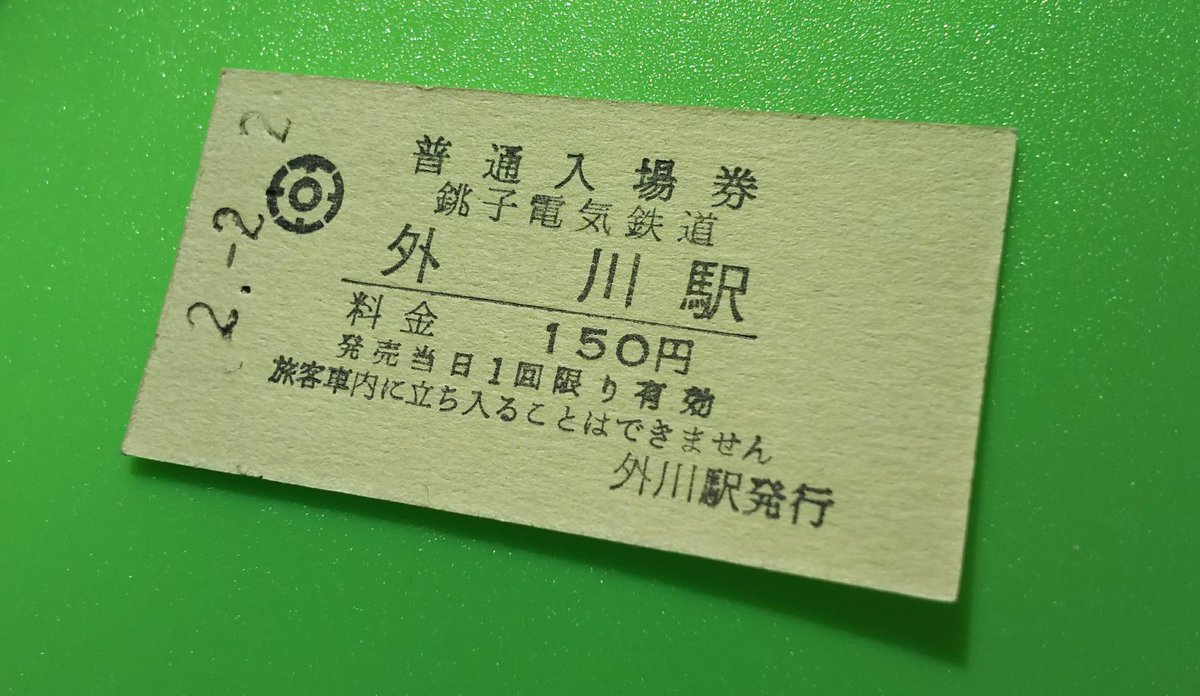 2.-2 2
普通入場券
銚子電気鉄道
外川駅
料金 150円
発売当日1回限り有効
旅客車内に立ち入ることはできません
外川駅発行